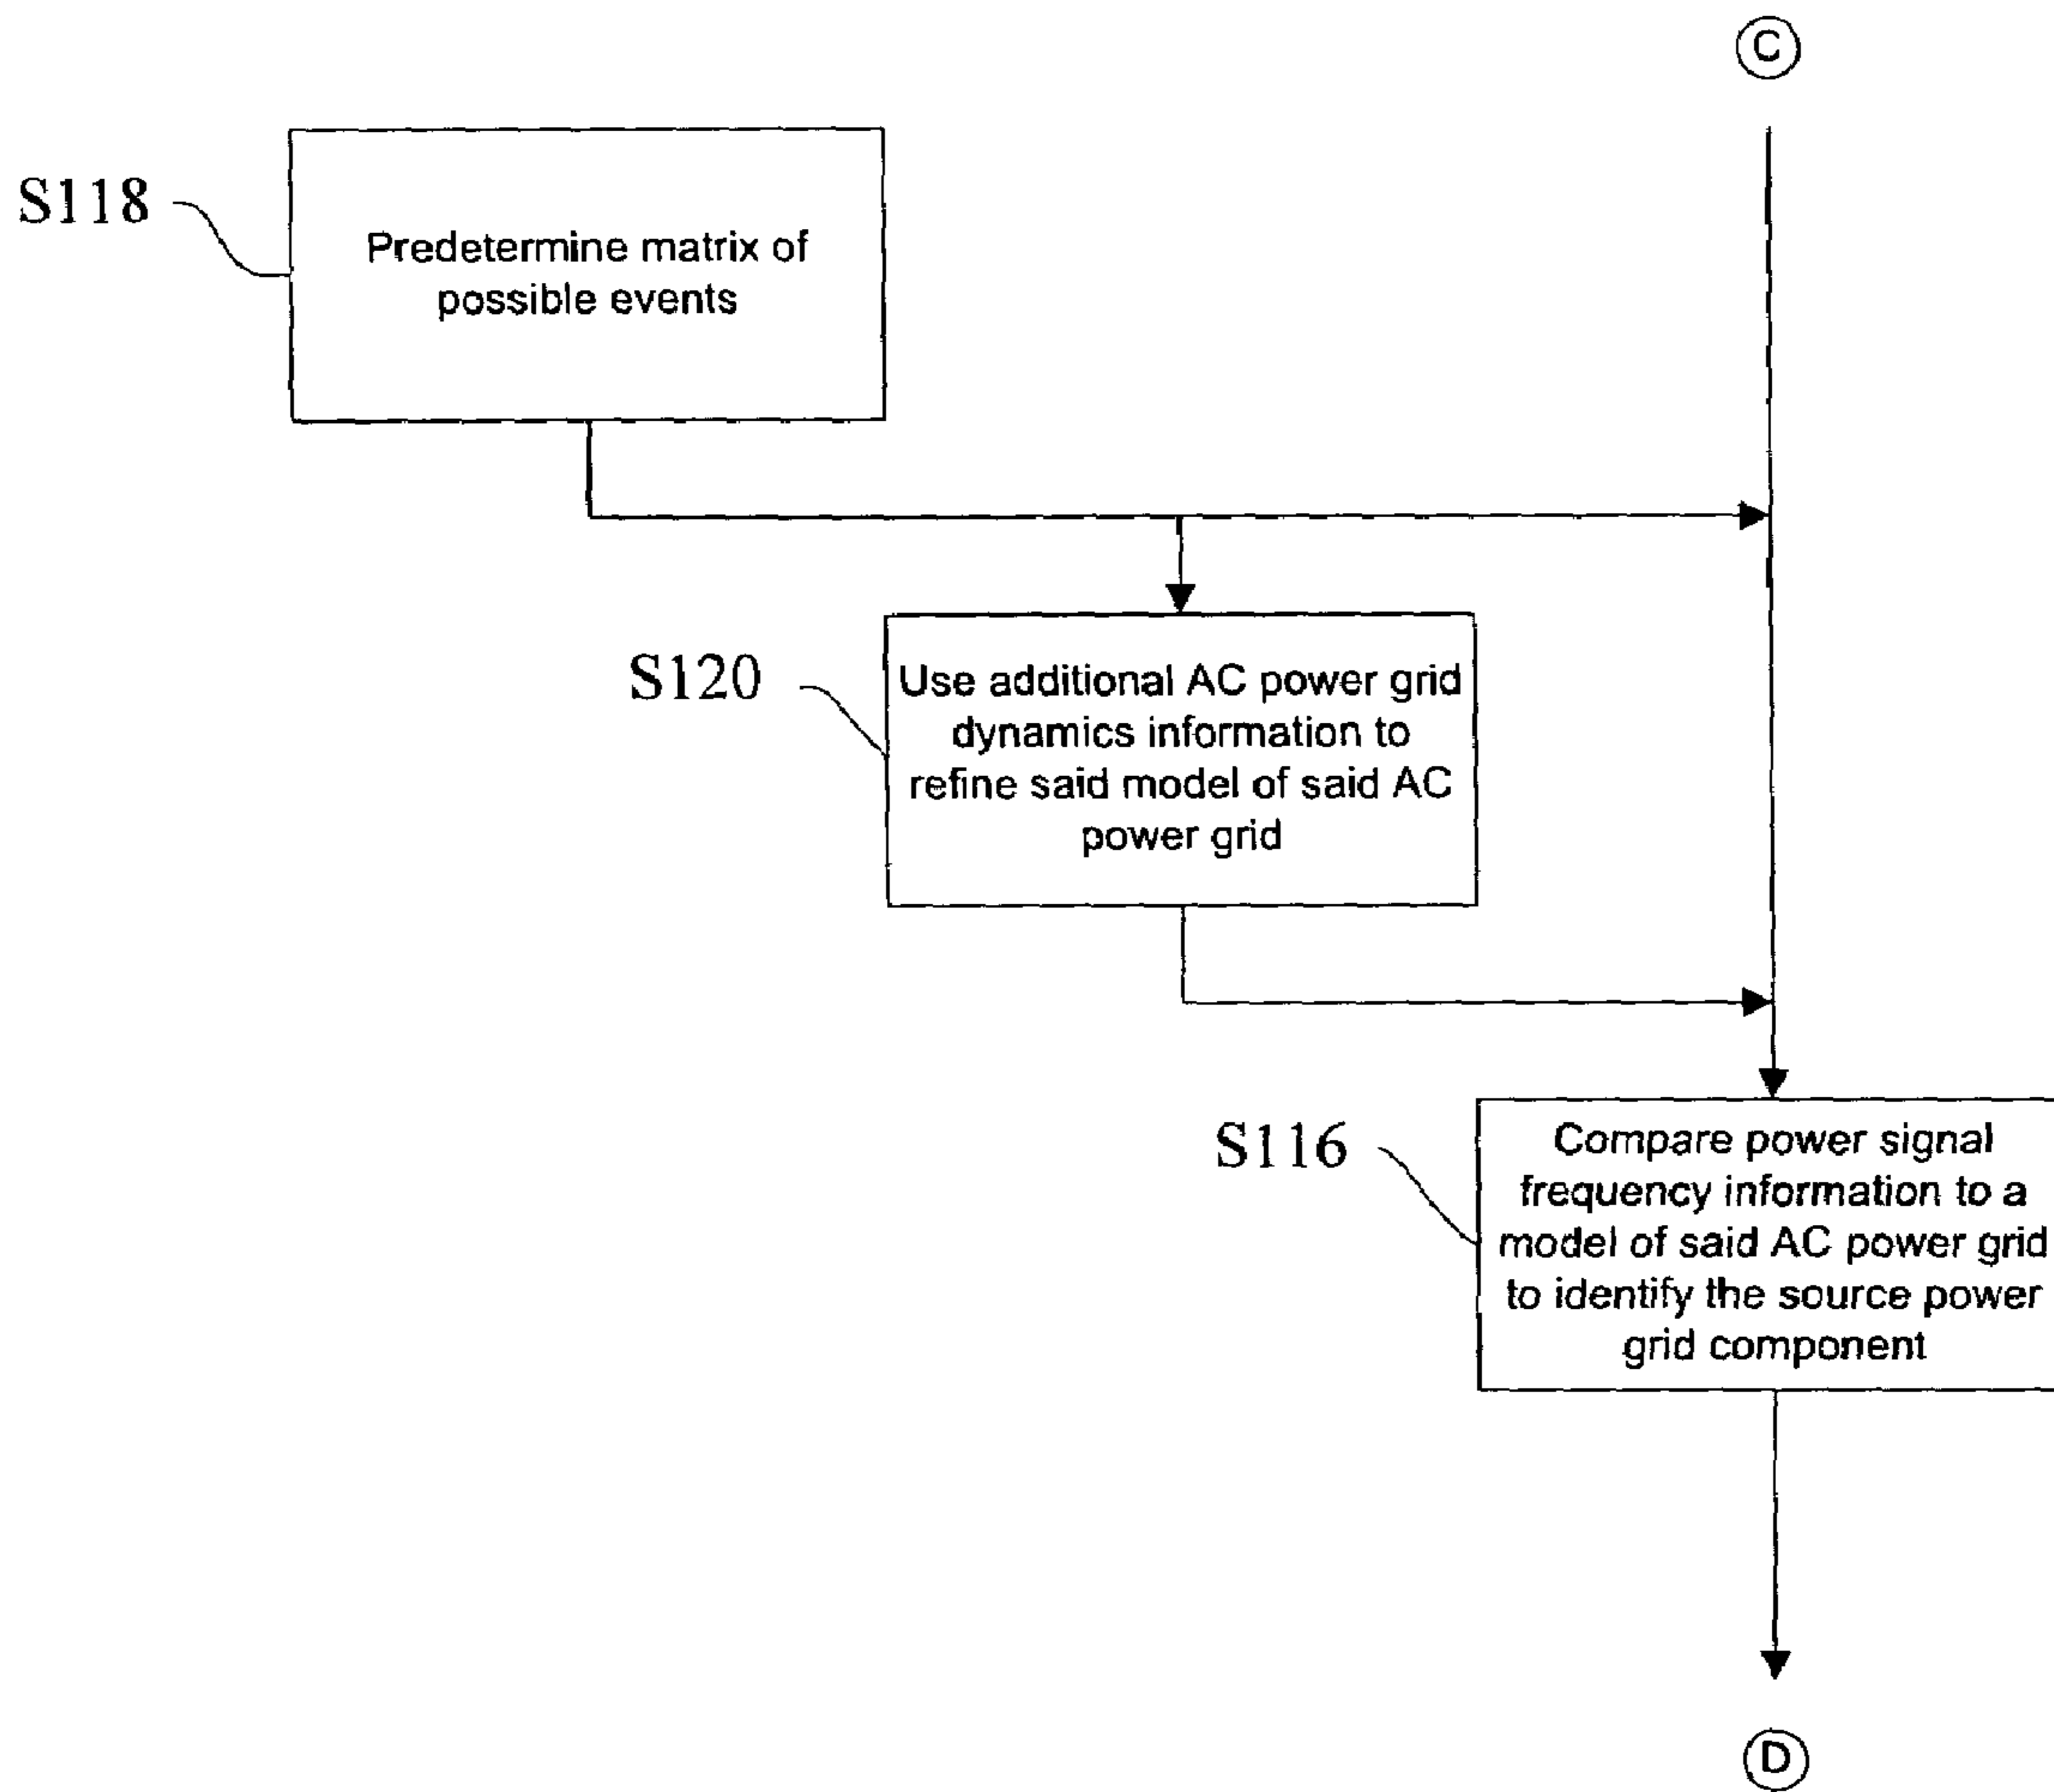 C
S118
Predetermine matrix of
possible events
S120
Use additional AC power grid
dynamics information to
refine said model of said AC
power grid
S116
Compare power signal
frequency information to a
model of said AC power grid
to identify the source power
grid component
D